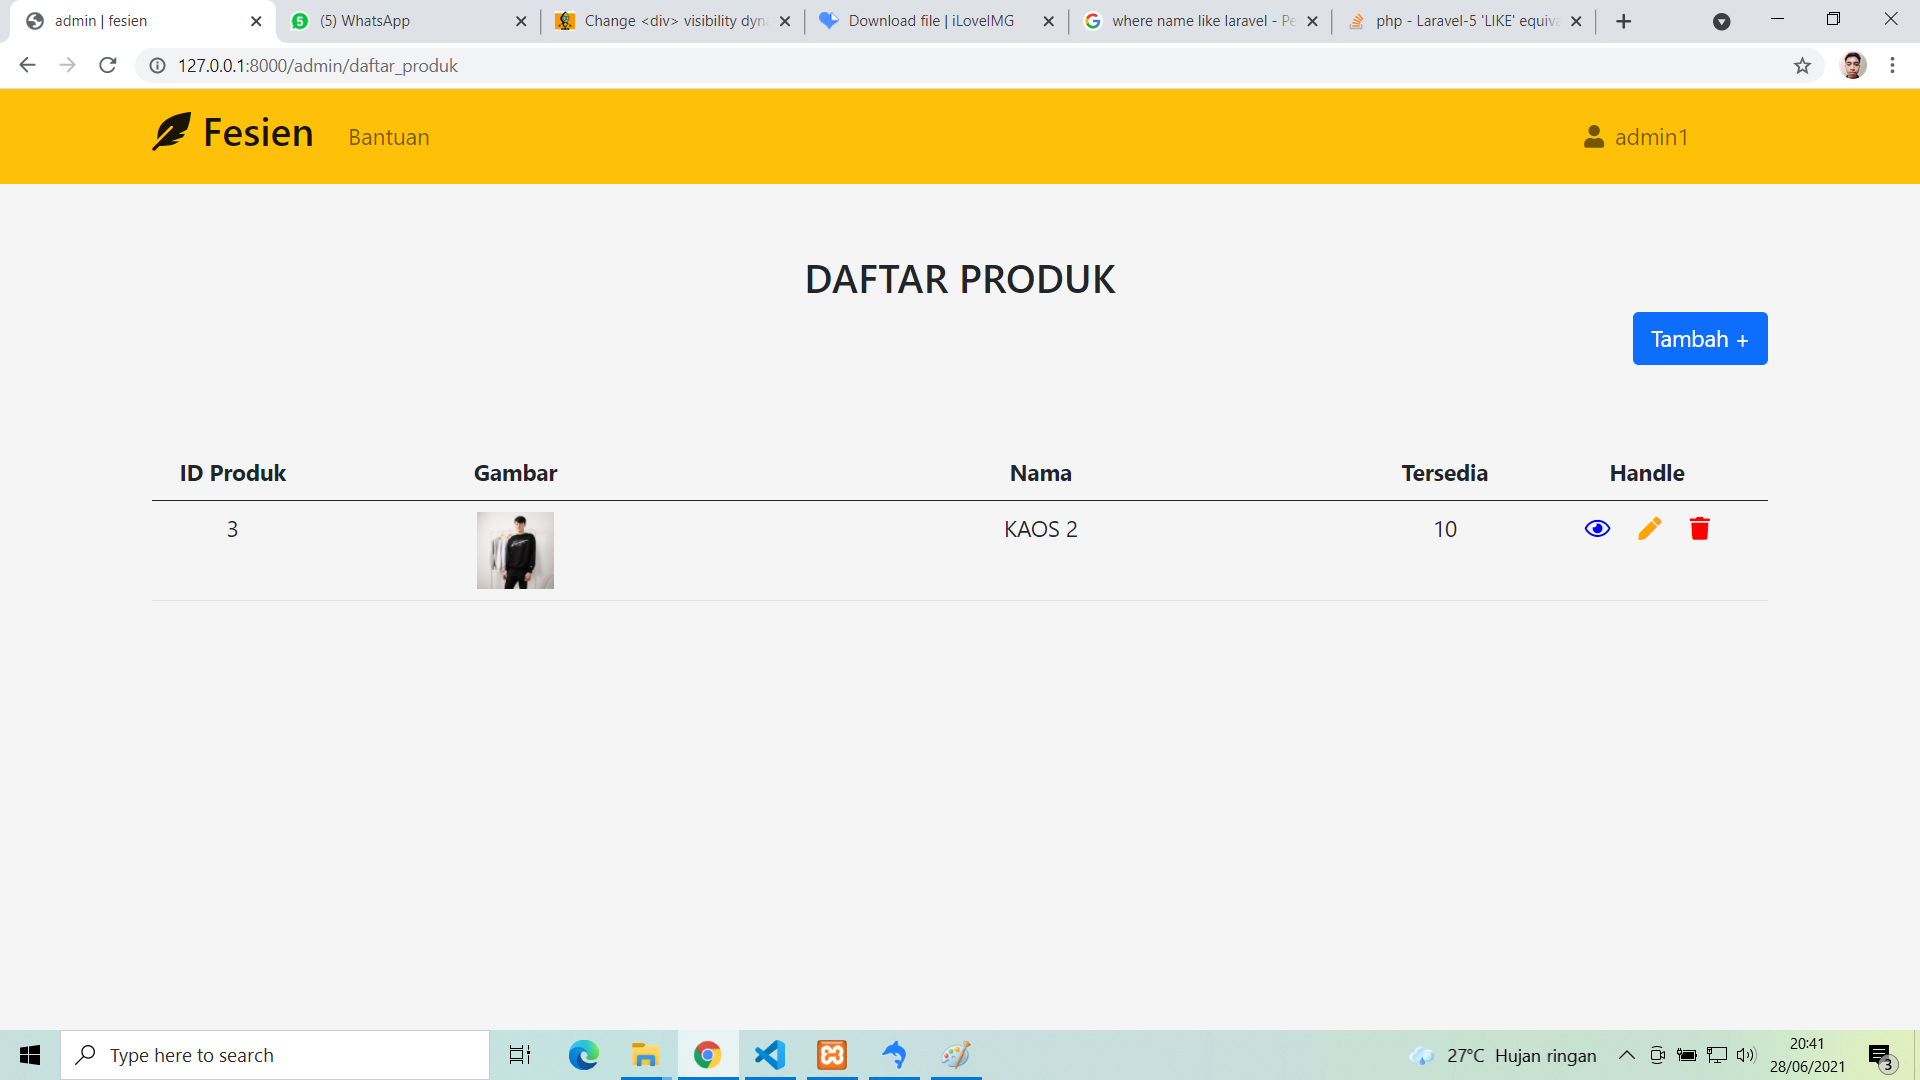 admin | fesien
(5) WhatsApp
Change <div> visibility dyn
Download file | iLoveIMG
where name like laravel - Pe
php - Laravel-5 'LIKE' equiva
127.0.0.1:8000/admin/daftar_produk
Fesien
Bantuan
admin1
DAFTAR PRODUK
Tambah +
ID Produk Gambar Nama Tersedia Handle
3 KAOS 2 10
Type here to search
27°C Hujan ringan
20:41
28/06/2021
3